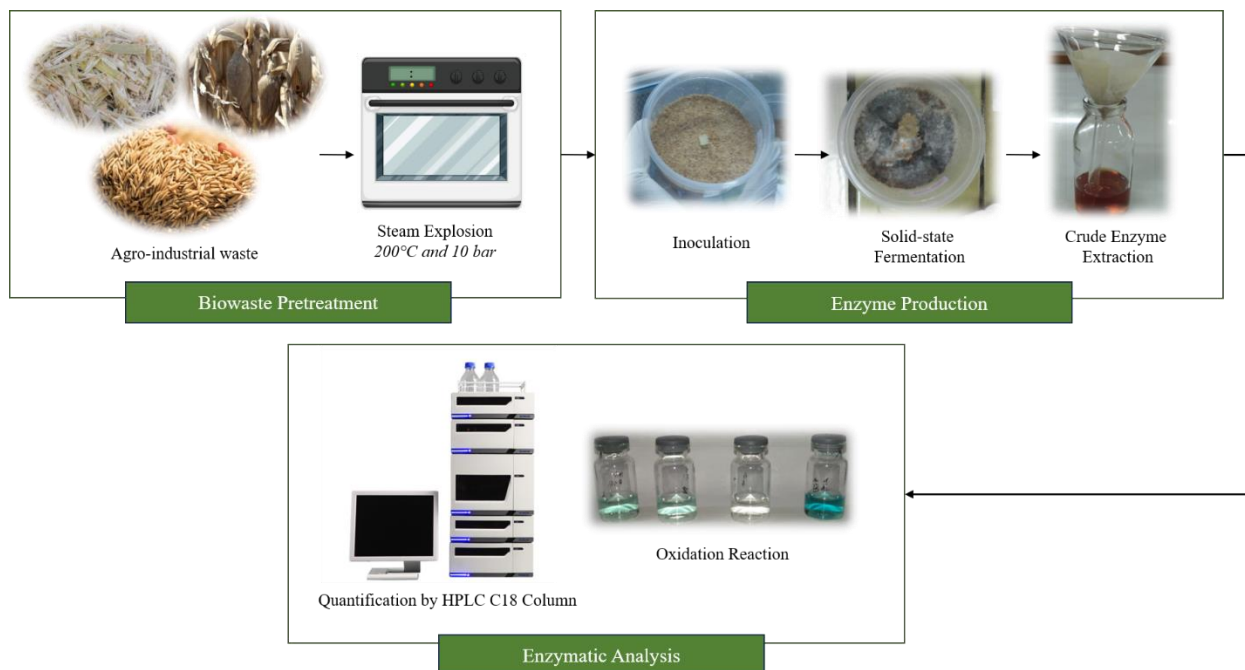 Agro-industrial waste
Steam Explosion
200°C and 10 bar
Biowaste Pretreatment
Inoculation
Solid-state
Fermentation
Crude Enzyme
Extraction
Enzyme Production
Quantification by HPLC C18 Column
Oxidation Reaction
Enzymatic Analysis